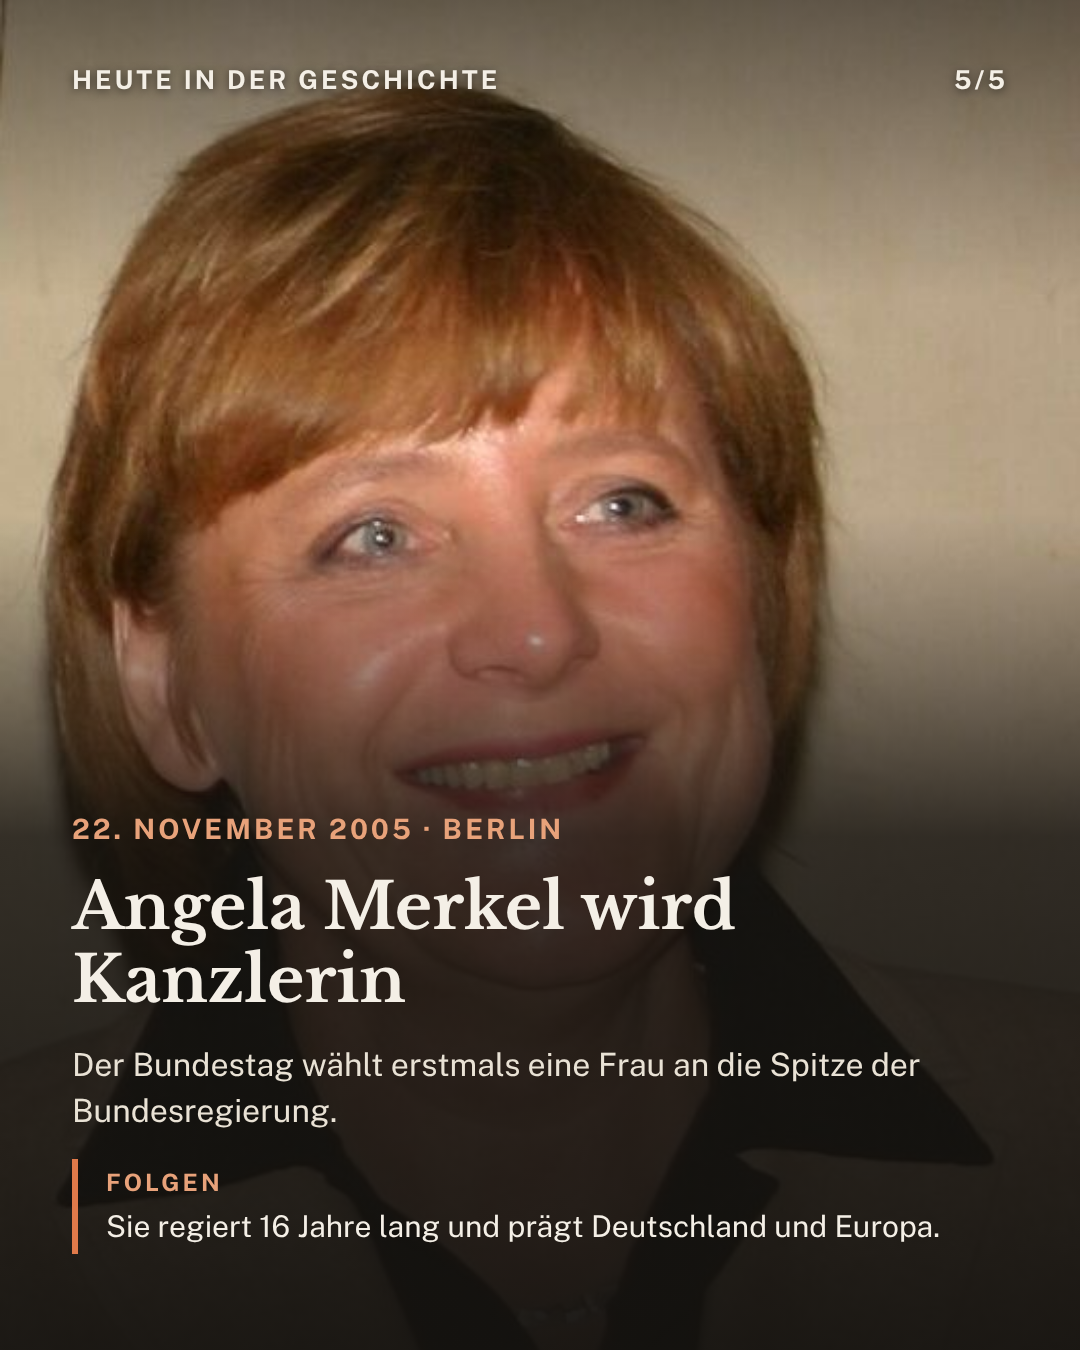 HEUTE IN DER GESCHICHTE
5/5
22. NOVEMBER 2005 · BERLIN
Angela Merkel wird
Kanzlerin
Der Bundestag wählt erstmals eine Frau an die Spitze der
Bundesregierung.
FOLGEN
Sie regiert 16 Jahre lang und prägt Deutschland und Europa.